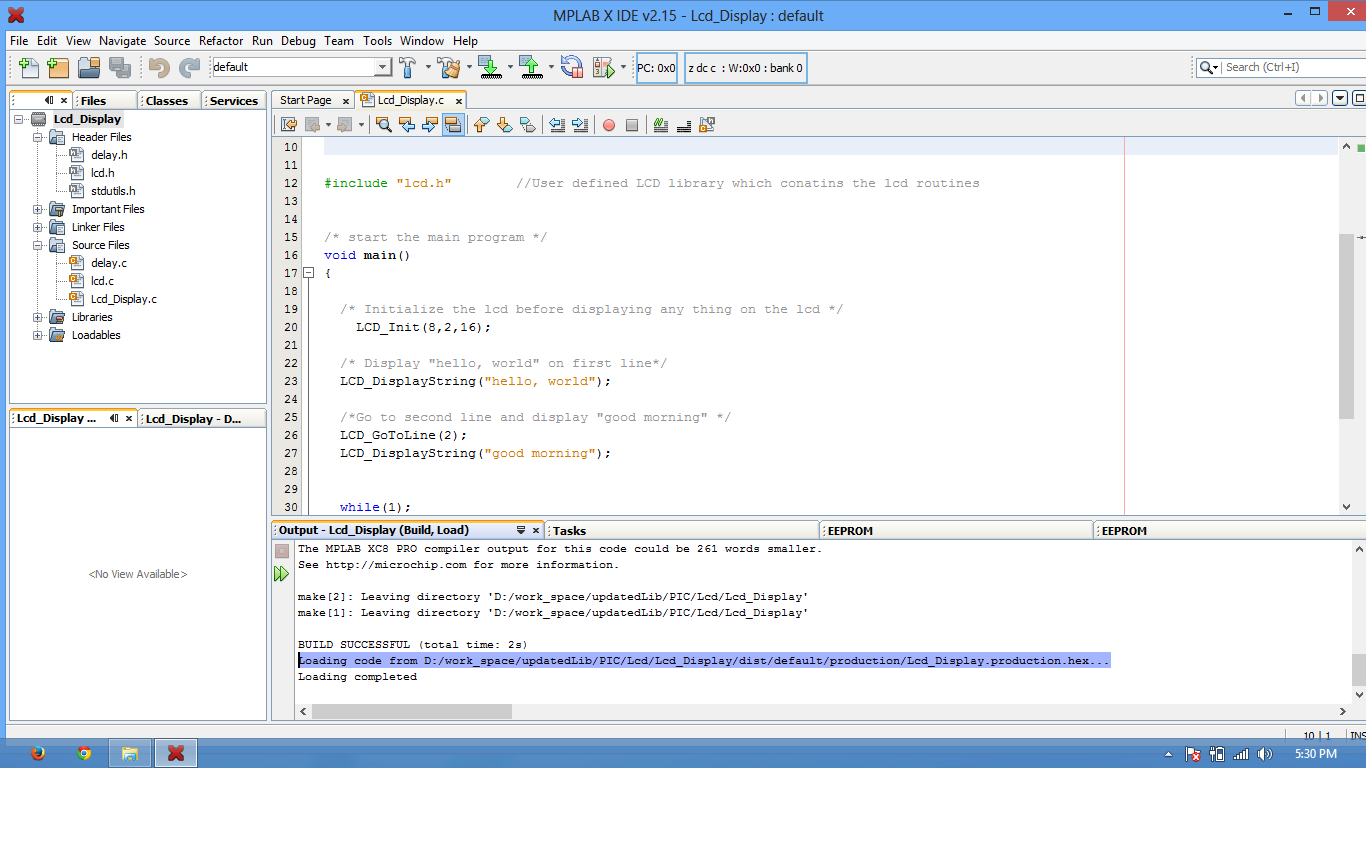 MPLAB X IDE v2.15 - Lcd_Display : default
File Edit View Navigate Source Refactor Run Debug Team Tools Window Help
default
PC: 0x0
z dc c : W:0x0 : bank 0
Search (Ctrl+I)
Files
Classes
Services
Lcd_Display
Header Files
delay.h
lcd.h
stdutils.h
Important Files
Linker Files
Source Files
delay.c
lcd.c
Lcd_Display.c
Libraries
Loadables
Lcd_Display ...
Lcd_Display - D...
<No View Available>
Start Page
Lcd_Display.c
10
11
12 #include "lcd.h" //User defined LCD library which conatins the lcd routines
13
14
15 /* start the main program */
16 void main()
17 {
18
19 /* Initialize the lcd before displaying any thing on the lcd */
20 LCD_Init(8,2,16);
21
22 /* Display "hello, world" on first line*/
23 LCD_DisplayString("hello, world");
24
25 /*Go to second line and display "good morning" */
26 LCD_GoToLine(2);
27 LCD_DisplayString("good morning");
28
29
30 while(1);
Output - Lcd_Display (Build, Load)
Tasks
EEPROM
EEPROM
The MPLAB XC8 PRO compiler output for this code could be 261 words smaller.
See http://microchip.com for more information.
make[2]: Leaving directory 'D:/work_space/updatedLib/PIC/Lcd/Lcd_Display'
make[1]: Leaving directory 'D:/work_space/updatedLib/PIC/Lcd/Lcd_Display'
BUILD SUCCESSFUL (total time: 2s)
Loading code from D:/work_space/updatedLib/PIC/Lcd/Lcd_Display/dist/default/production/Lcd_Display.production.hex...
Loading completed
10 | 1 INS
5:30 PM